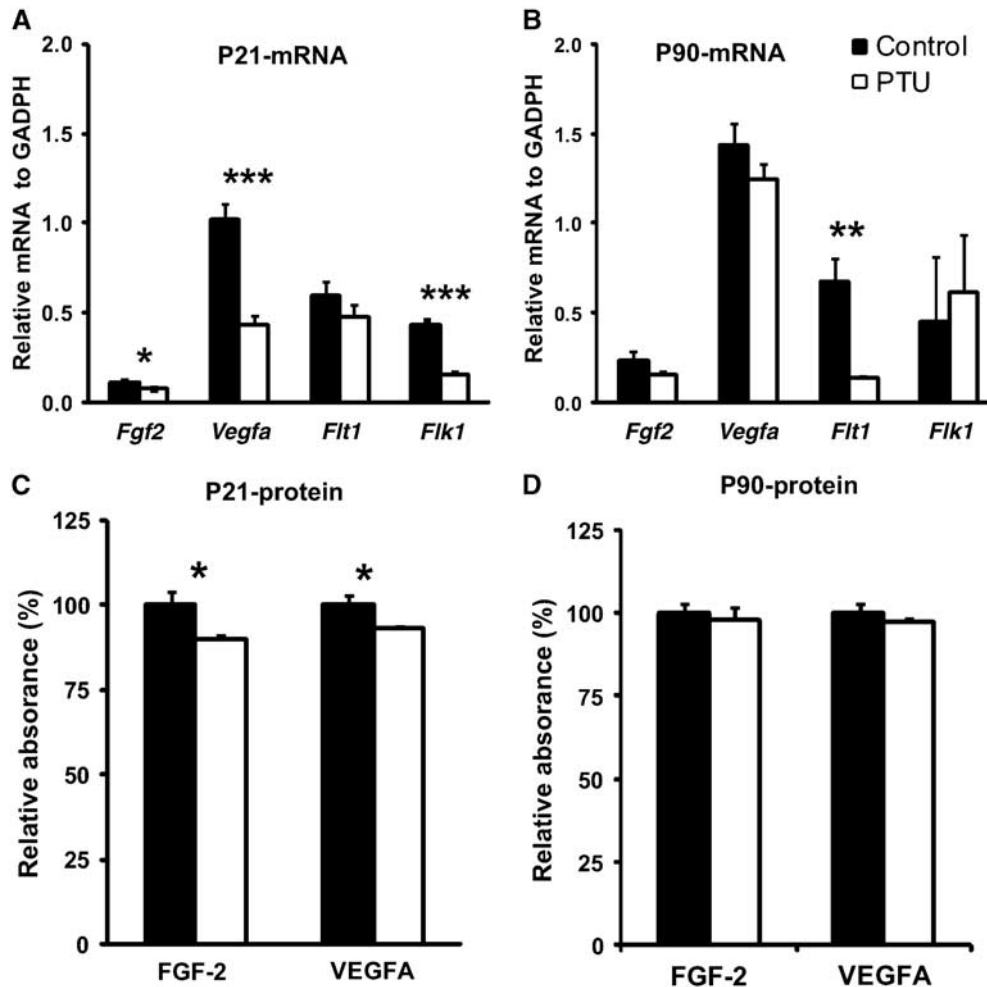 A
P21-mRNA
Relative mRNA to GADPH
2.0
1.5
1.0
0.5
0.0
*
***
***
Fgf2 Vegfa Flt1 Flk1
B
P90-mRNA
Control
PTU
Relative mRNA to GADPH
2.0
1.5
1.0
0.5
0.0
**
Fgf2 Vegfa Flt1 Flk1
C
P21-protein
Relative absorance (%)
125
100
75
50
25
0
*
*
FGF-2 VEGFA
D
P90-protein
Relative absorance (%)
125
100
75
50
25
0
FGF-2 VEGFA